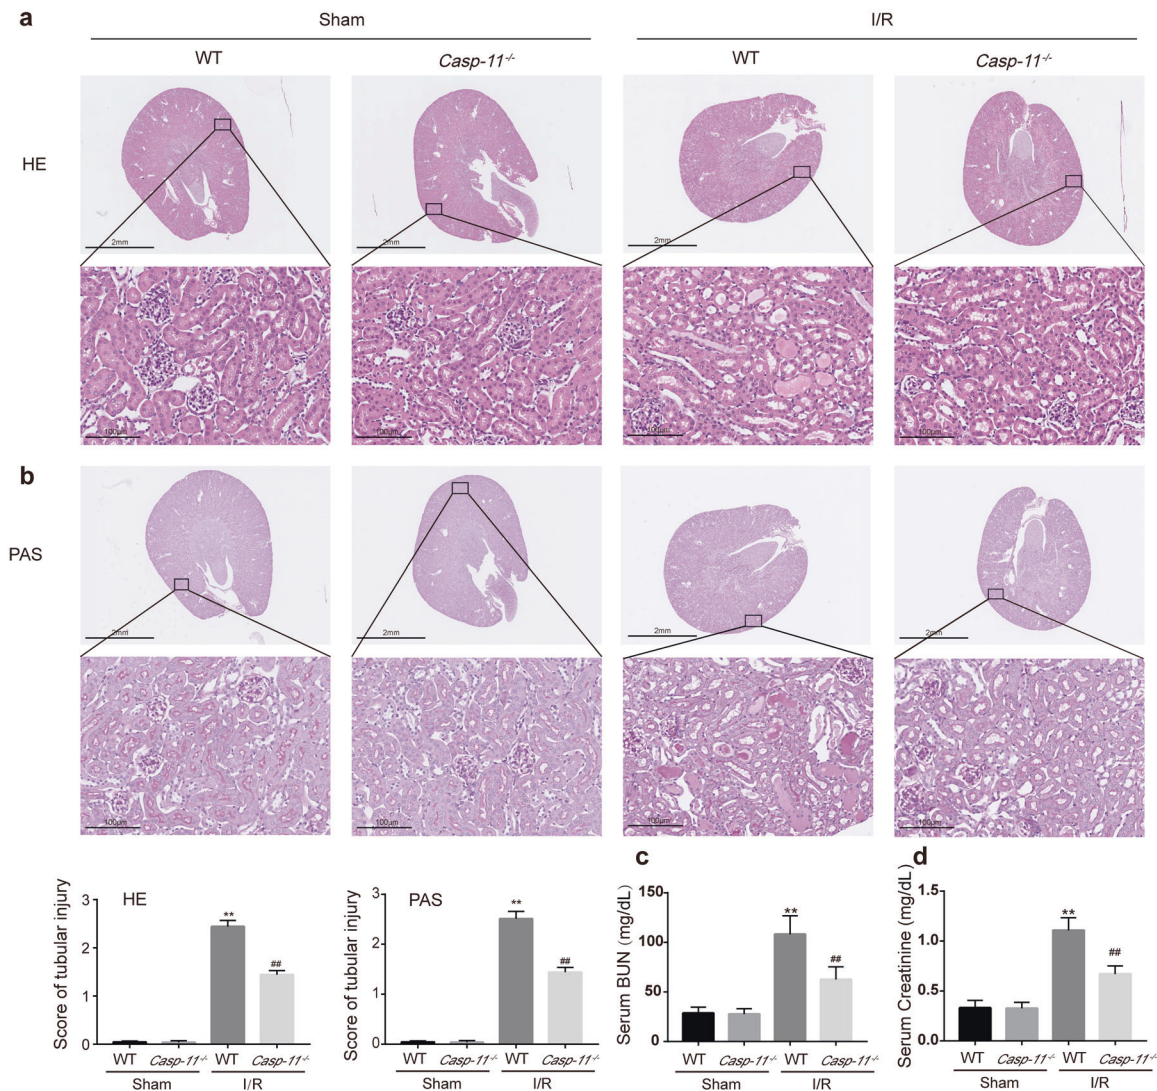 a
Sham
I/R
WT
Casp-11-/-
WT
Casp-11-/-
HE
2mm
2mm
2mm
2mm
100μm
100μm
100μm
100μm
b
PAS
2mm
2mm
2mm
2mm
100μm
100μm
100μm
100μm
HE
Score of tubular injury
3
2
1
0
**
##
WT
Casp-11-/-
WT
Casp-11-/-
Sham
I/R
PAS
Score of tubular injury
3
2
1
0
**
##
WT
Casp-11-/-
WT
Casp-11-/-
Sham
I/R
c
Serum BUN (mg/dL)
150
100
50
0
**
##
WT
Casp-11-/-
WT
Casp-11-/-
Sham
I/R
d
Serum Creatinine (mg/dL)
1.5
1.0
0.5
0.0
**
##
WT
Casp-11-/-
WT
Casp-11-/-
Sham
I/R